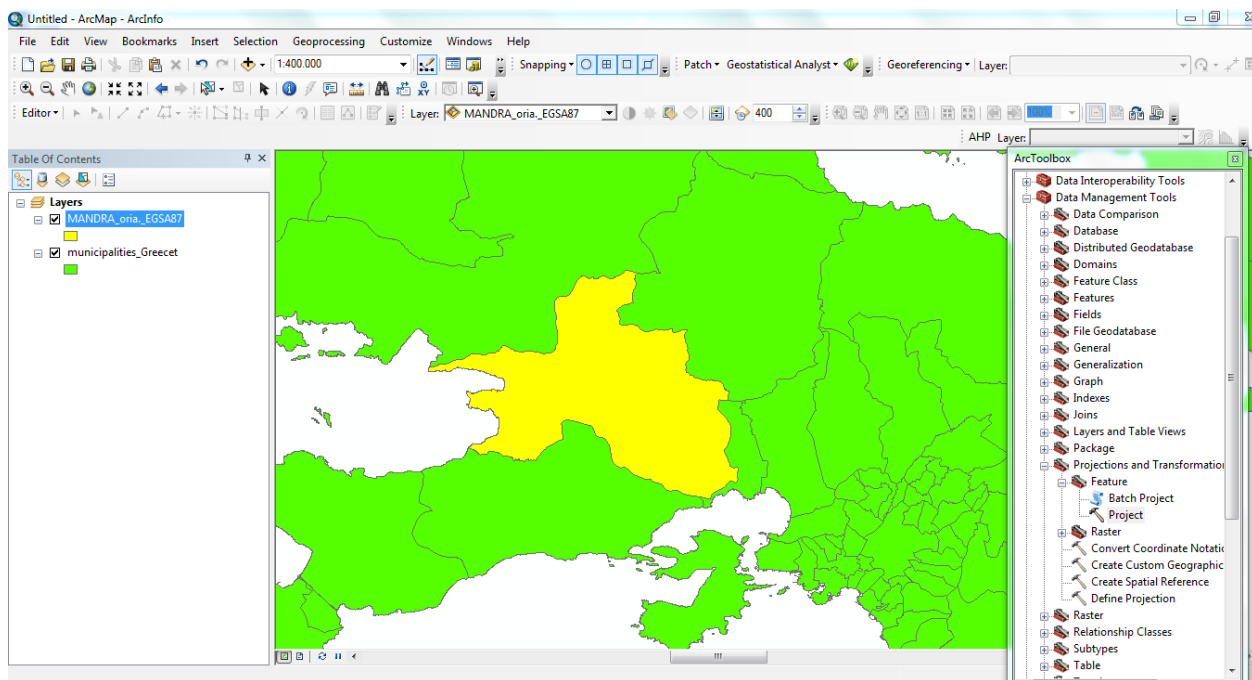 Untitled - ArcMap - ArcInfo
File Edit View Bookmarks Insert Selection Geoprocessing Customize Windows Help
1:400.000 Snapping Patch Geostatistical Analyst Georeferencing Layer:
Editor Layer: MANDRA_oria._EGSA87 400 100%
AHP Layer:
Table Of Contents
Layers
MANDRA_oria._EGSA87
municipalities_Greecet
ArcToolbox
Data Interoperability Tools
Data Management Tools
Data Comparison
Database
Distributed Geodatabase
Domains
Feature Class
Features
Fields
File Geodatabase
General
Generalization
Graph
Indexes
Joins
Layers and Table Views
Package
Projections and Transformation
Feature
Batch Project
Project
Raster
Convert Coordinate Notatic
Create Custom Geographic
Create Spatial Reference
Define Projection
Raster
Relationship Classes
Subtypes
Table